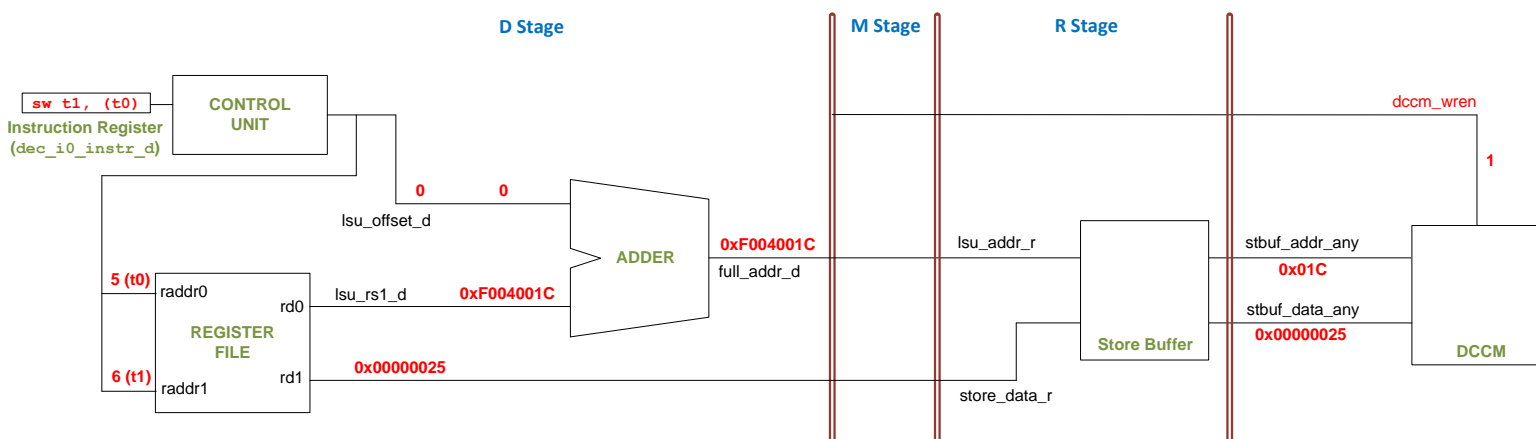 D Stage
M Stage
R Stage
sw t1, (t0)
Instruction Register
(dec_i0_instr_d)
CONTROL
UNIT
dccm_wren
1
0
0
lsu_offset_d
ADDER
0xF004001C
full_addr_d
lsu_addr_r
stbuf_addr_any
0x01C
5 (t0)
raddr0
rd0
lsu_rs1_d
0xF004001C
REGISTER
FILE
6 (t1)
raddr1
rd1
0x00000025
store_data_r
Store Buffer
stbuf_data_any
0x00000025
DCCM